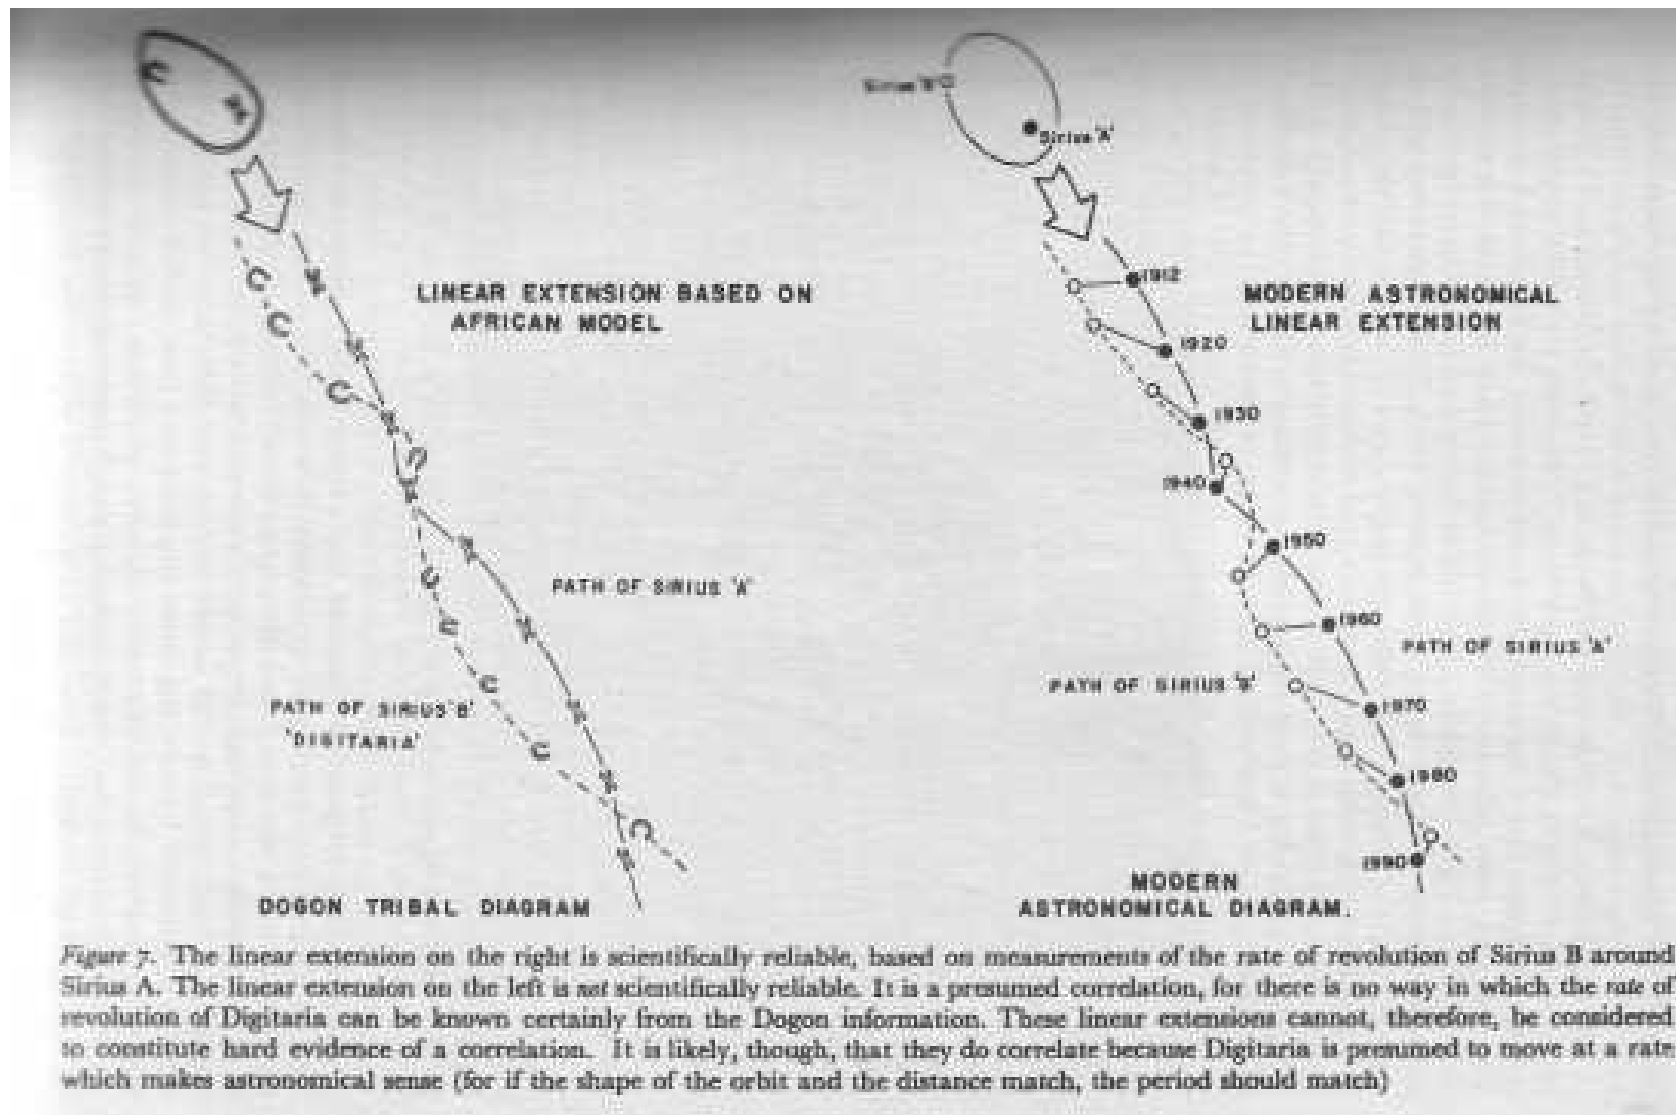 Sirius 'B'
Sirius 'A'
LINEAR EXTENSION BASED ON
AFRICAN MODEL
PATH OF SIRIUS 'A'
PATH OF SIRIUS 'B'
'DIGITARIA'
DOGON TRIBAL DIAGRAM
1912
MODERN ASTRONOMICAL
LINEAR EXTENSION
1920
1930
1940
1950
1960
PATH OF SIRIUS 'A'
PATH OF SIRIUS 'B'
1970
1980
1990
MODERN
ASTRONOMICAL DIAGRAM.
Figure 7. The linear extension on the right is scientifically reliable, based on measurements of the rate of revolution of Sirius B around
Sirius A. The linear extension on the left is not scientifically reliable. It is a presumed correlation, for there is no way in which the rate of
revolution of Digitaria can be known certainly from the Dogon information. These linear extensions cannot, therefore, be considered
to constitute hard evidence of a correlation. It is likely, though, that they do correlate because Digitaria is presumed to move at a rate
which makes astronomical sense (for if the shape of the orbit and the distance match, the period should match)